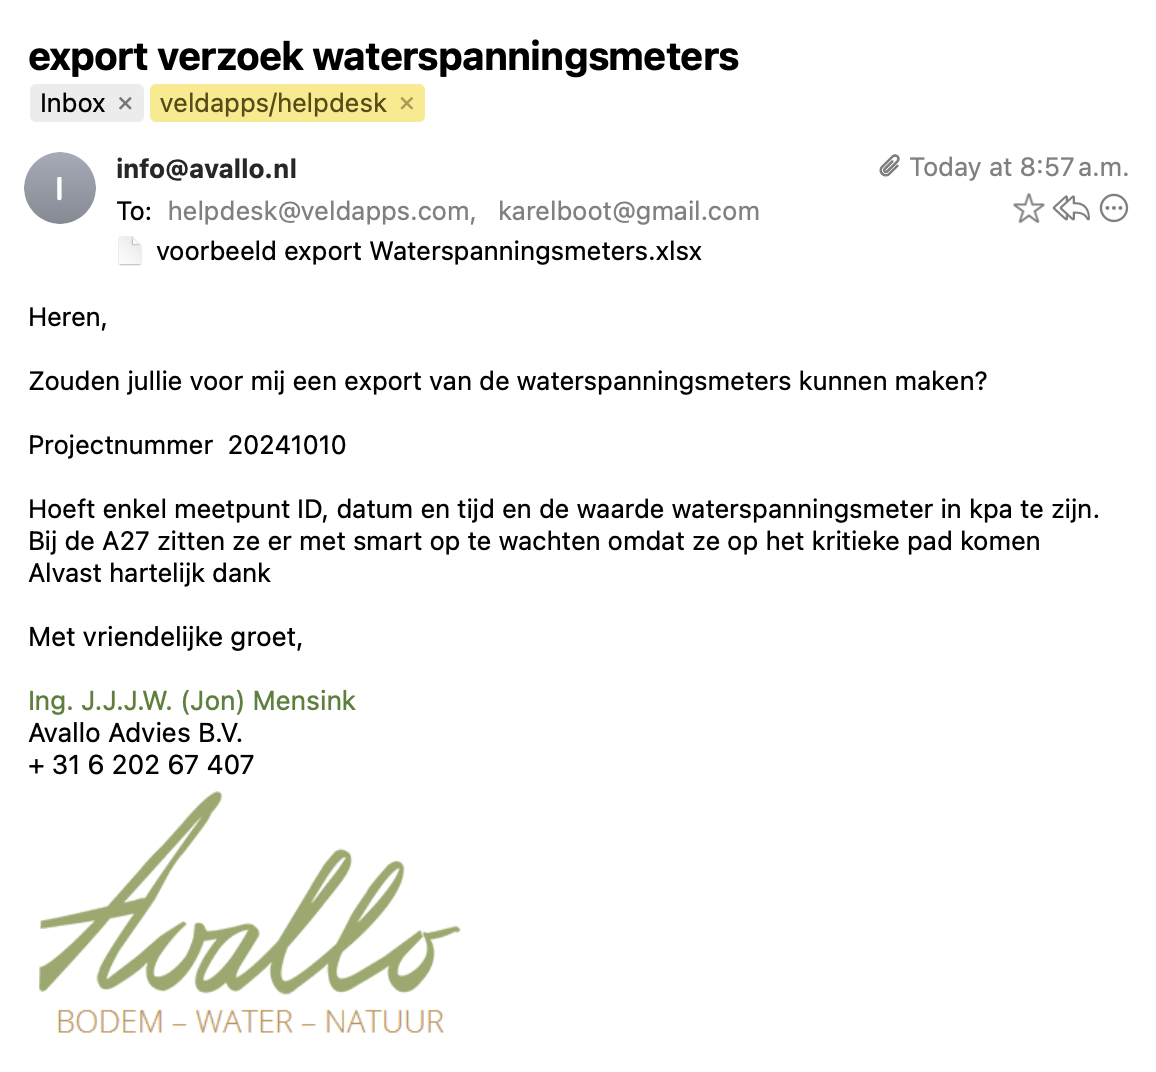 export verzoek waterspanningsmeters
Inbox × veldapps/helpdesk ×
I
info@avallo.nl
Today at 8:57 a.m.
To: helpdesk@veldapps.com, karelboot@gmail.com
voorbeeld export Waterspanningsmeters.xlsx
Heren,
Zouden jullie voor mij een export van de waterspanningsmeters kunnen maken?
Projectnummer 20241010
Hoeft enkel meetpunt ID, datum en tijd en de waarde waterspanningsmeter in kpa te zijn.
Bij de A27 zitten ze er met smart op te wachten omdat ze op het kritieke pad komen
Alvast hartelijk dank
Met vriendelijke groet,
Ing. J.J.J.W. (Jon) Mensink
Avallo Advies B.V.
+ 31 6 202 67 407
Avallo
BODEM – WATER – NATUUR